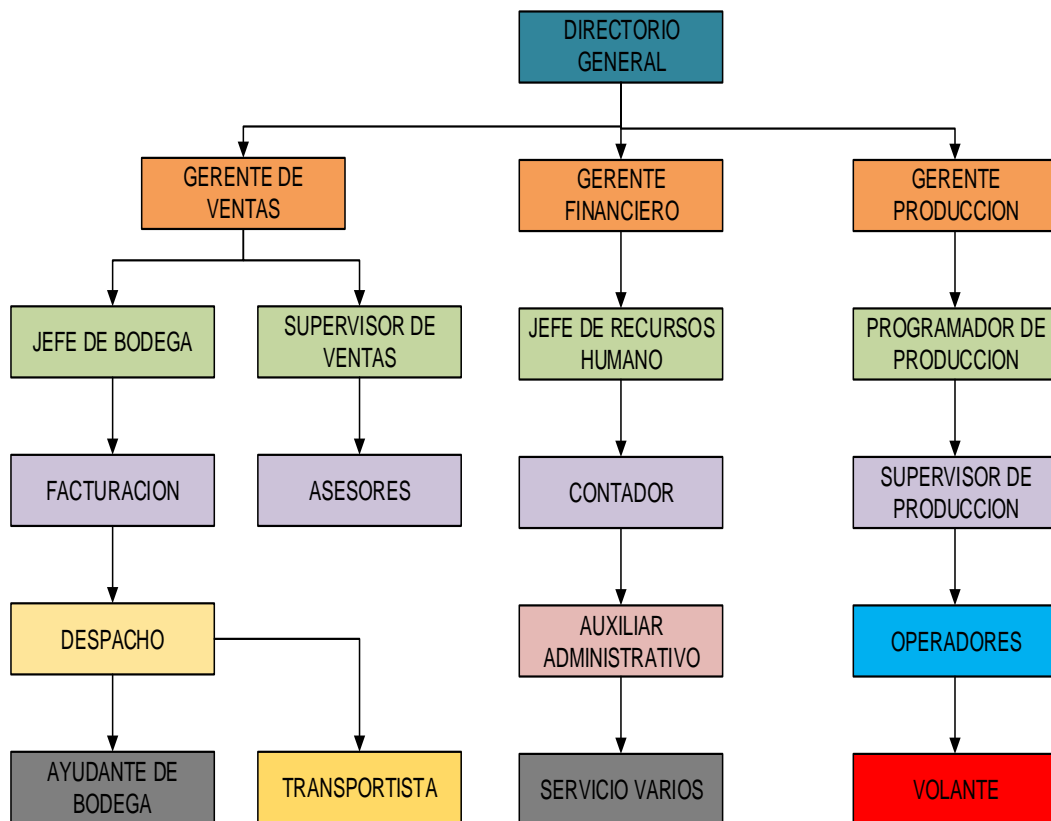 DIRECTORIO
GENERAL
GERENTE DE
VENTAS
GERENTE
FINANCIERO
GERENTE
PRODUCCION
JEFE DE BODEGA
SUPERVISOR DE
VENTAS
JEFE DE RECURSOS
HUMANO
PROGRAMADOR DE
PRODUCCION
FACTURACION
ASESORES
CONTADOR
SUPERVISOR DE
PRODUCCION
DESPACHO
AUXILIAR
ADMINISTRATIVO
OPERADORES
AYUDANTE DE
BODEGA
TRANSPORTISTA
SERVICIO VARIOS
VOLANTE